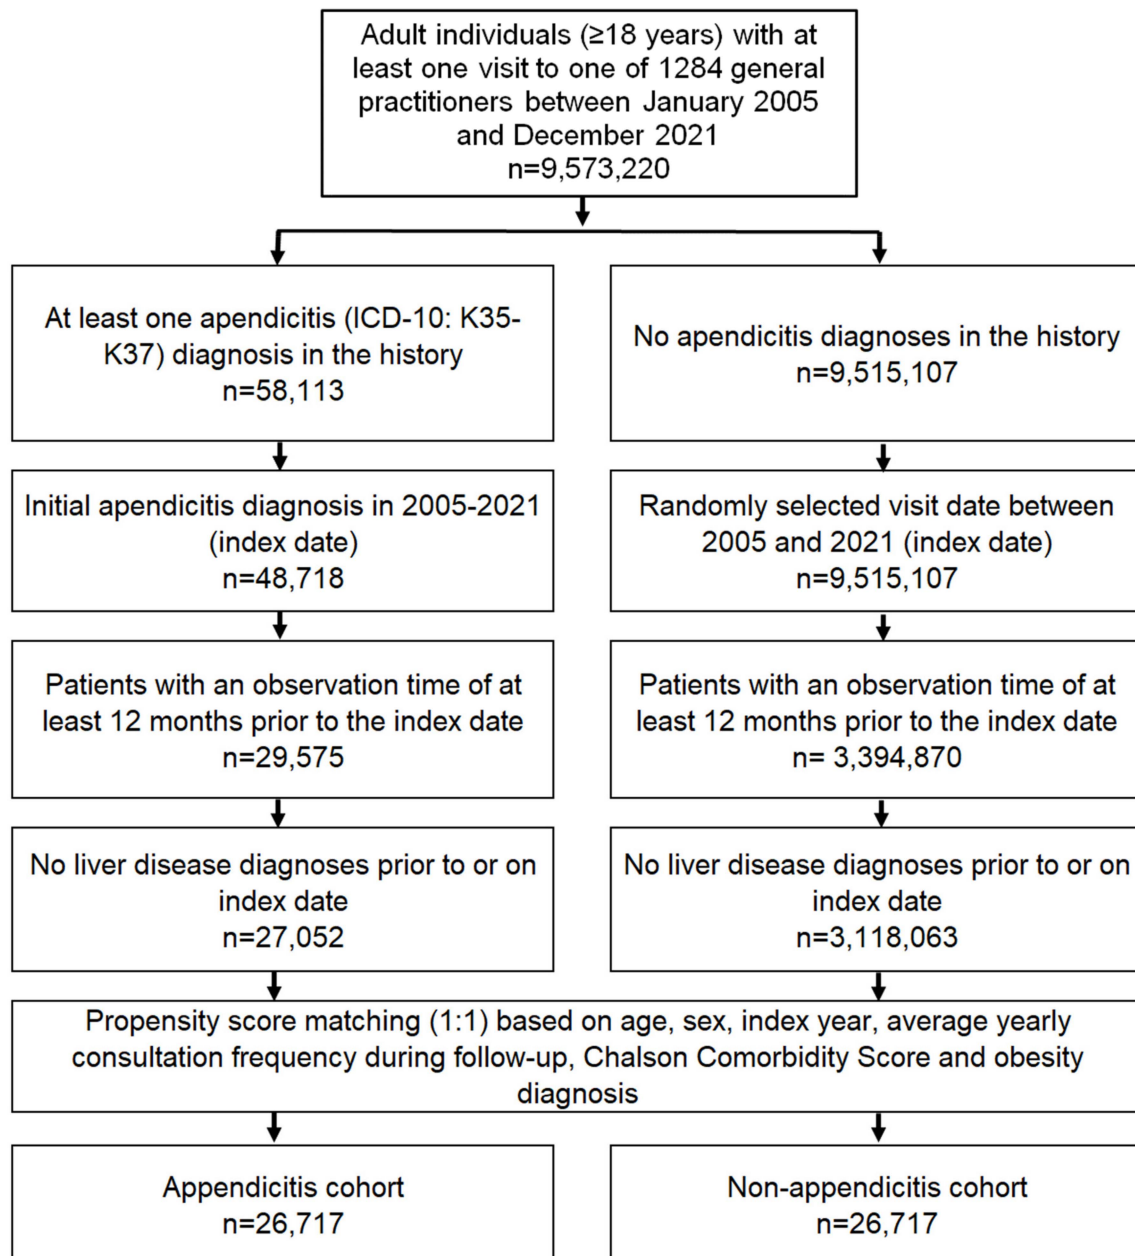 Adult individuals (≥18 years) with at
least one visit to one of 1284 general
practitioners between January 2005
and December 2021
n=9,573,220
At least one apendicitis (ICD-10: K35-
K37) diagnosis in the history
n=58,113
No apendicitis diagnoses in the history
n=9,515,107
Initial apendicitis diagnosis in 2005-2021
(index date)
n=48,718
Randomly selected visit date between
2005 and 2021 (index date)
n=9,515,107
Patients with an observation time of at
least 12 months prior to the index date
n=29,575
Patients with an observation time of at
least 12 months prior to the index date
n= 3,394,870
No liver disease diagnoses prior to or on
index date
n=27,052
No liver disease diagnoses prior to or on
index date
n=3,118,063
Propensity score matching (1:1) based on age, sex, index year, average yearly
consultation frequency during follow-up, Chalson Comorbidity Score and obesity
diagnosis
Appendicitis cohort
n=26,717
Non-appendicitis cohort
n=26,717